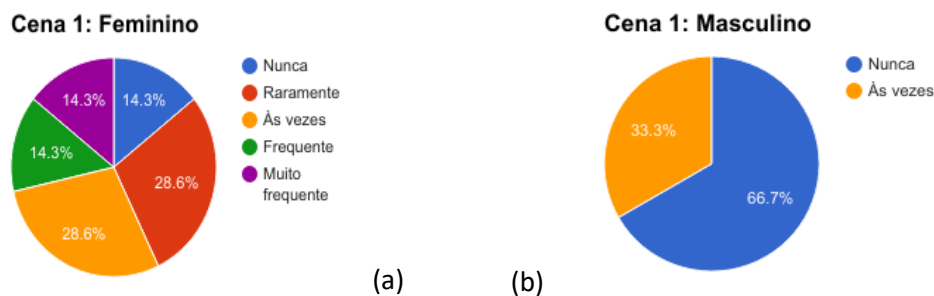 Cena 1: Feminino
14.3%
14.3%
28.6%
28.6%
14.3%
Nunca
Raramente
Às vezes
Frequente
Muito
frequente
(a)
Cena 1: Masculino
33.3%
66.7%
Nunca
Às vezes
(b)